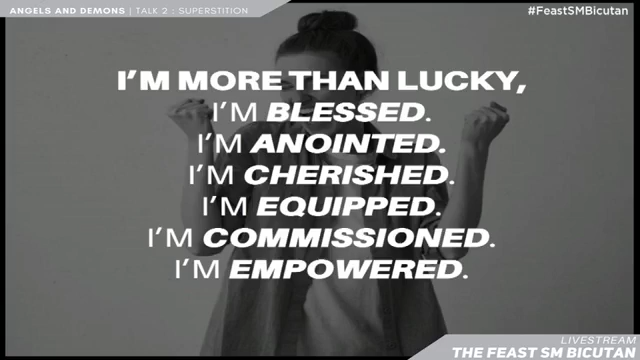 ANGELS AND DEMONS | TALK 2 : SUPERSTITION
#FeastSMBicutan
I'M MORE THAN LUCKY,
I'M BLESSED.
I'M ANOINTED.
I'M CHERISHED.
I'M EQUIPPED.
I'M COMMISSIONED.
I'M EMPOWERED.
LIVESTREAM
THE FEAST SM BICUTAN